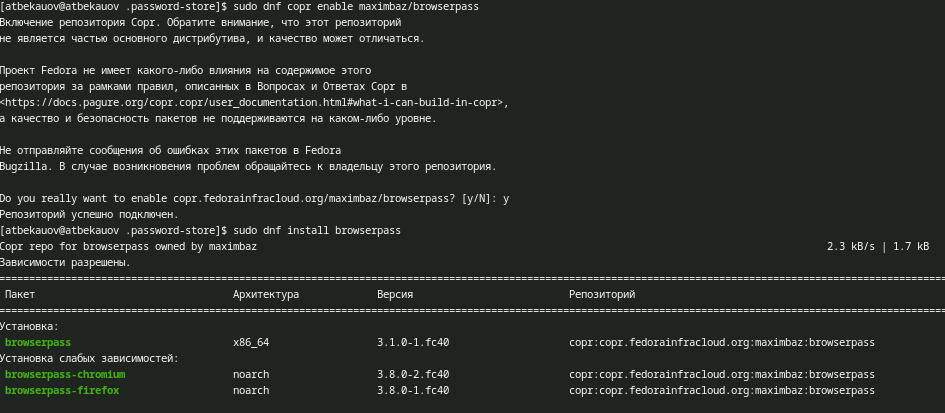 [atbekauov@atbekauov .password-store]$ sudo dnf copr enable maximbaz/browserpass
Включение репозитория Copr. Обратите внимание, что этот репозиторий
не является частью основного дистрибутива, и качество может отличаться.
Проект Fedora не имеет какого-либо влияния на содержимое этого
репозитория за рамками правил, описанных в Вопросах и Ответах Copr в
<https://docs.pagure.org/copr.copr/user_documentation.html#what-i-can-build-in-copr>,
а качество и безопасность пакетов не поддерживаются на каком-либо уровне.
Не отправляйте сообщения об ошибках этих пакетов в Fedora
Bugzilla. В случае возникновения проблем обращайтесь к владельцу этого репозитория.
Do you really want to enable copr.fedorainfracloud.org/maximbaz/browserpass? [y/N]: y
Репозиторий успешно подключен.
[atbekauov@atbekauov .password-store]$ sudo dnf install browserpass
Copr repo for browserpass owned by maximbaz 2.3 kB/s | 1.7 kB
Зависимости разрешены.
Пакет Архитектура Версия Репозиторий
Установка:
browserpass x86_64 3.1.0-1.fc40 copr:copr.fedorainfracloud.org:maximbaz:browserpass
Установка слабых зависимостей:
browserpass-chromium noarch 3.8.0-2.fc40 copr:copr.fedorainfracloud.org:maximbaz:browserpass
browserpass-firefox noarch 3.8.0-1.fc40 copr:copr.fedorainfracloud.org:maximbaz:browserpass